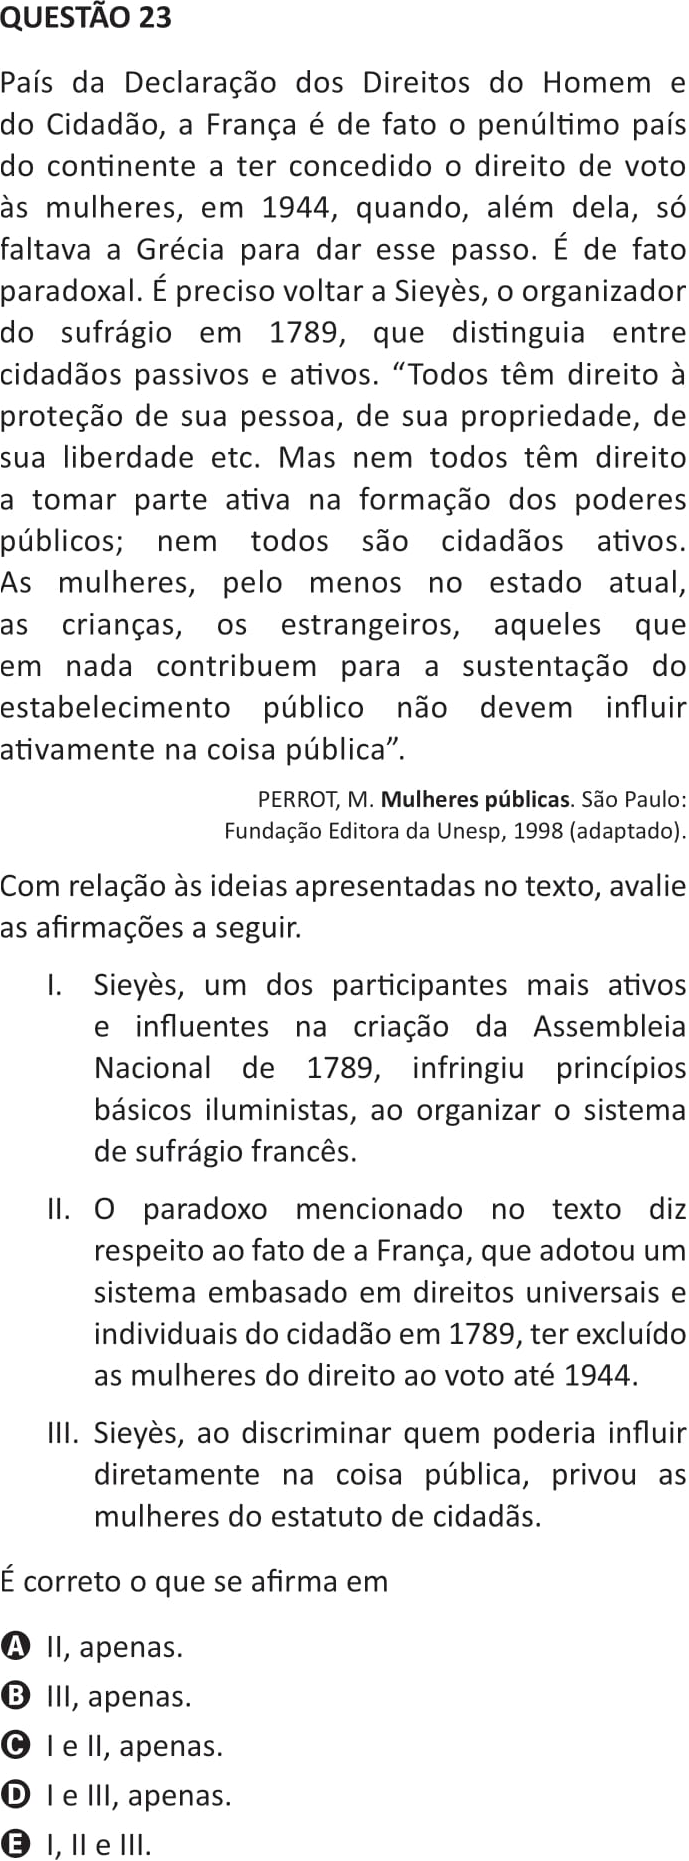 QUESTÃO 23
País da Declaração dos Direitos do Homem e
do Cidadão, a França é de fato o penúltimo país
do continente a ter concedido o direito de voto
às mulheres, em 1944, quando, além dela, só
faltava a Grécia para dar esse passo. É de fato
paradoxal. É preciso voltar a Sieyès, o organizador
do sufrágio em 1789, que distinguia entre
cidadãos passivos e ativos. “Todos têm direito à
proteção de sua pessoa, de sua propriedade, de
sua liberdade etc. Mas nem todos têm direito
a tomar parte ativa na formação dos poderes
públicos; nem todos são cidadãos ativos.
As mulheres, pelo menos no estado atual,
as crianças, os estrangeiros, aqueles que
em nada contribuem para a sustentação do
estabelecimento público não devem influir
ativamente na coisa pública”.
PERROT, M. Mulheres públicas. São Paulo:
Fundação Editora da Unesp, 1998 (adaptado).
Com relação às ideias apresentadas no texto, avalie
as afirmações a seguir.
I. Sieyès, um dos participantes mais ativos
e influentes na criação da Assembleia
Nacional de 1789, infringiu princípios
básicos iluministas, ao organizar o sistema
de sufrágio francês.
II. O paradoxo mencionado no texto diz
respeito ao fato de a França, que adotou um
sistema embasado em direitos universais e
individuais do cidadão em 1789, ter excluído
as mulheres do direito ao voto até 1944.
III. Sieyès, ao discriminar quem poderia influir
diretamente na coisa pública, privou as
mulheres do estatuto de cidadãs.
É correto o que se afirma em
A II, apenas.
B III, apenas.
C I e II, apenas.
D I e III, apenas.
E I, II e III.